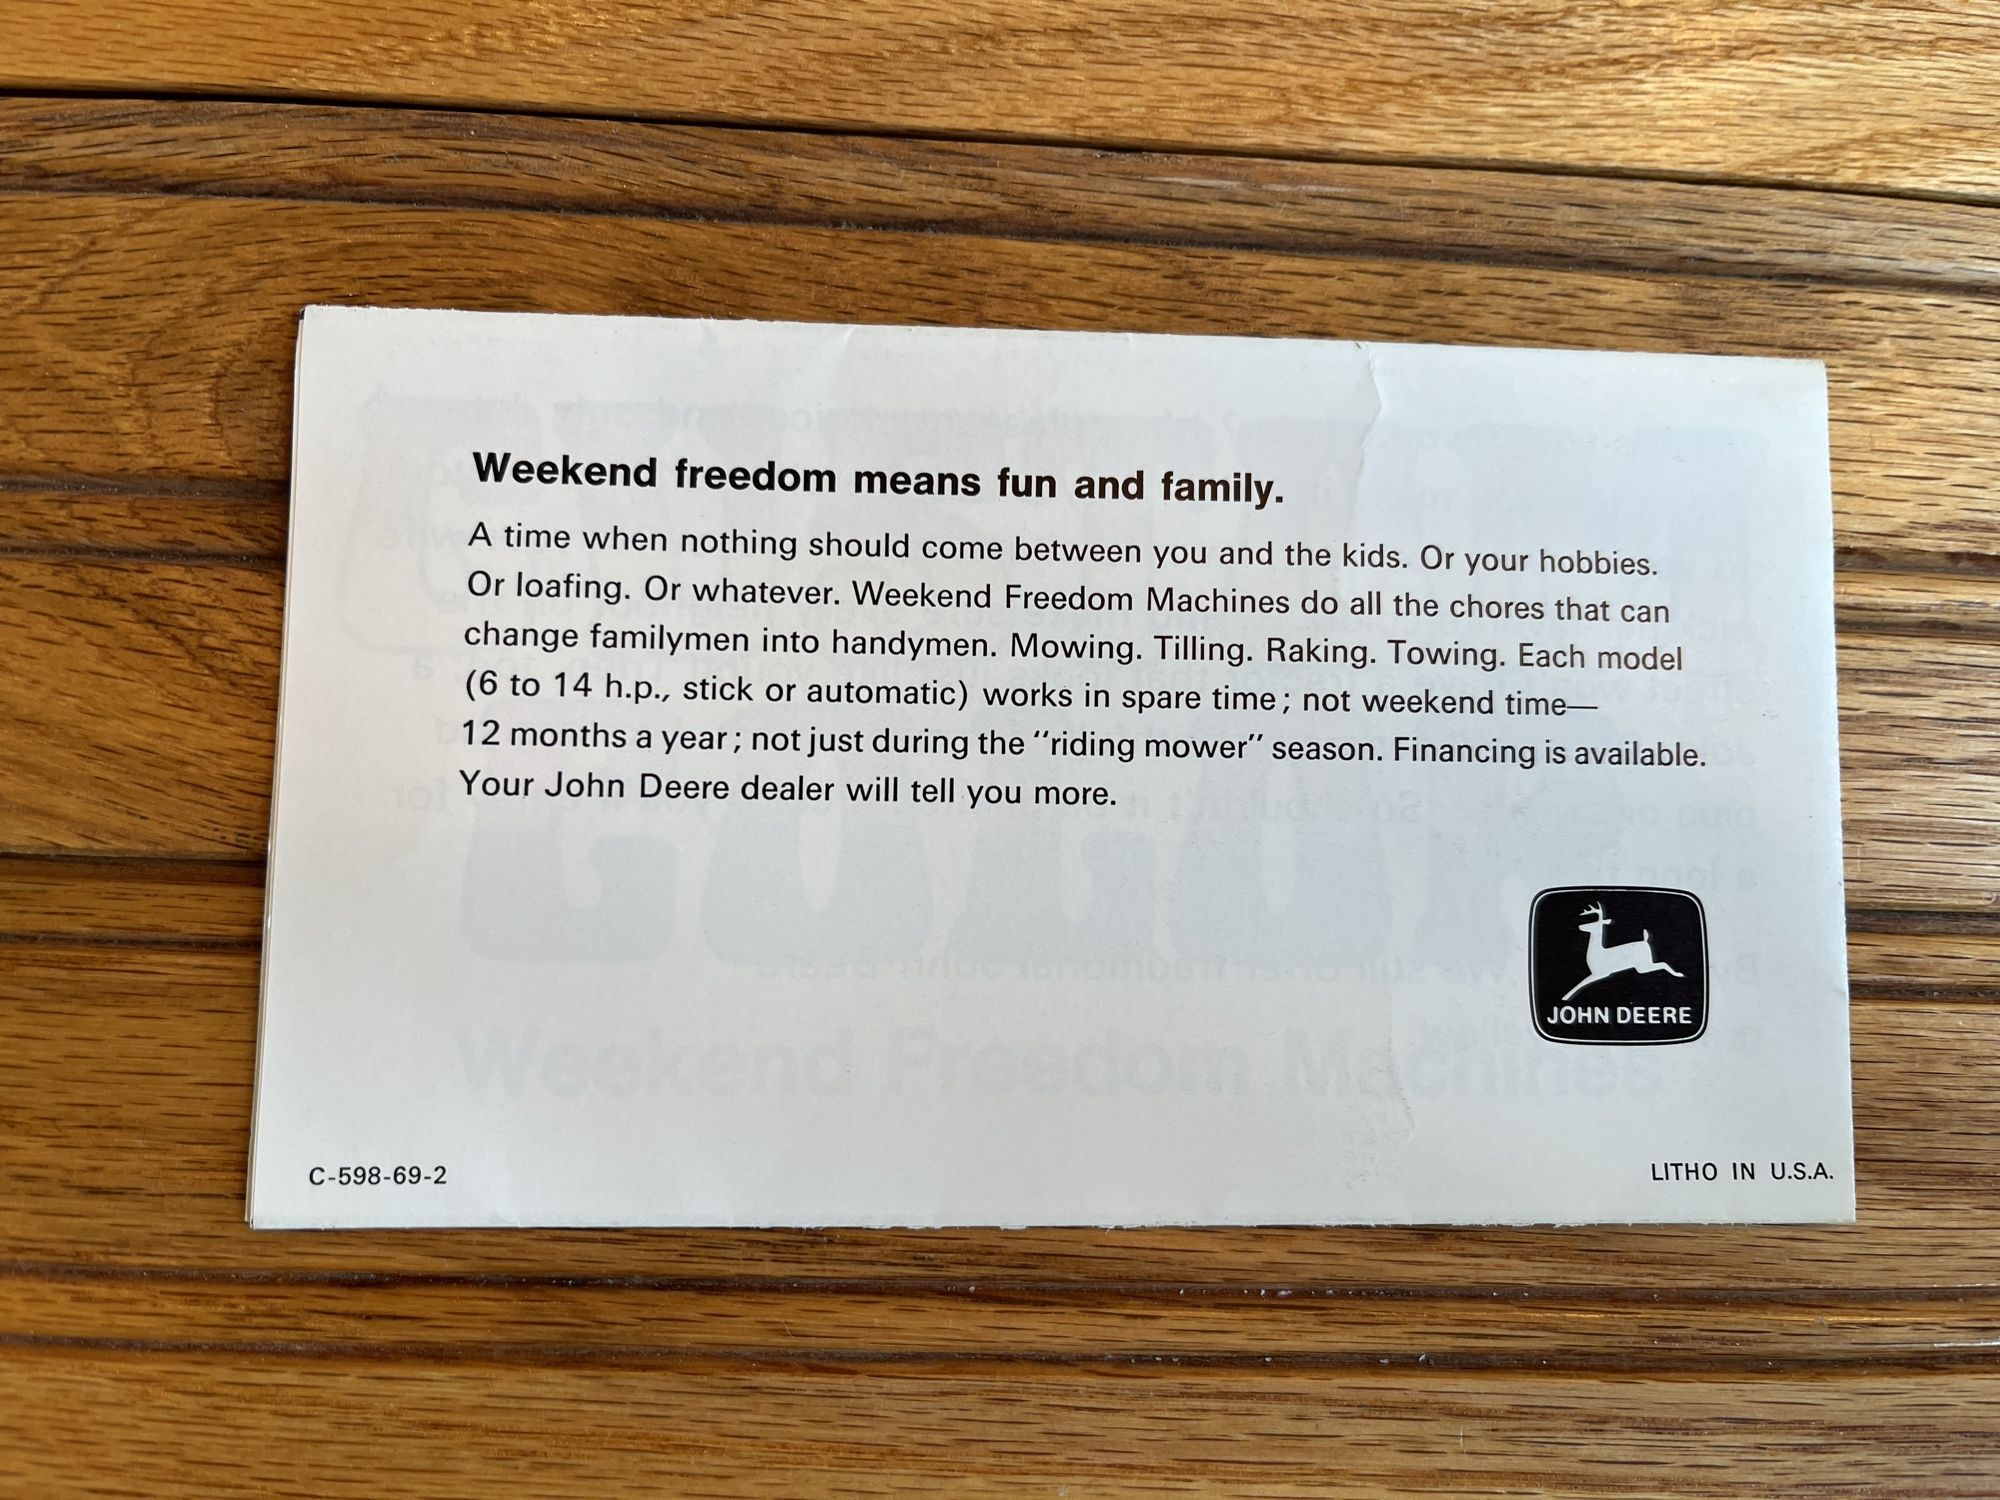 Weekend freedom means fun and family.
A time when nothing should come between you and the kids. Or your hobbies.
Or loafing. Or whatever. Weekend Freedom Machines do all the chores that can
change familymen into handymen. Mowing. Tilling. Raking. Towing. Each model
(6 to 14 h.p., stick or automatic) works in spare time; not weekend time—
12 months a year; not just during the “riding mower” season. Financing is available.
Your John Deere dealer will tell you more.
JOHN DEERE
Weekend Freedom Machines
C-598-69-2
LITHO IN U.S.A.